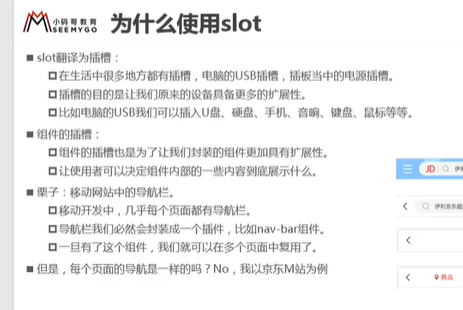 小码哥教育
SEEMYGO
为什么使用slot
slot翻译为插槽：
在生活中很多地方都有插槽，电脑的USB插槽，插板当中的电源插槽。
插槽的目的是让我们原来的设备具备更多的扩展性。
比如电脑的USB我们可以插入U盘、硬盘、手机、音响、键盘、鼠标等等。
组件的插槽：
组件的插槽也是为了让我们封装的组件更加具有扩展性。
让使用者可以决定组件内部的一些内容到底展示什么。
栗子：移动网站中的导航栏。
移动开发中，几乎每个页面都有导航栏。
导航栏我们必然会封装成一个插件，比如nav-bar组件。
一旦有了这个组件，我们就可以在多个页面中复用了。
但是，每个页面的导航是一样的吗？No，我以京东M站为例
JD 伊利
伊利京东超
商品